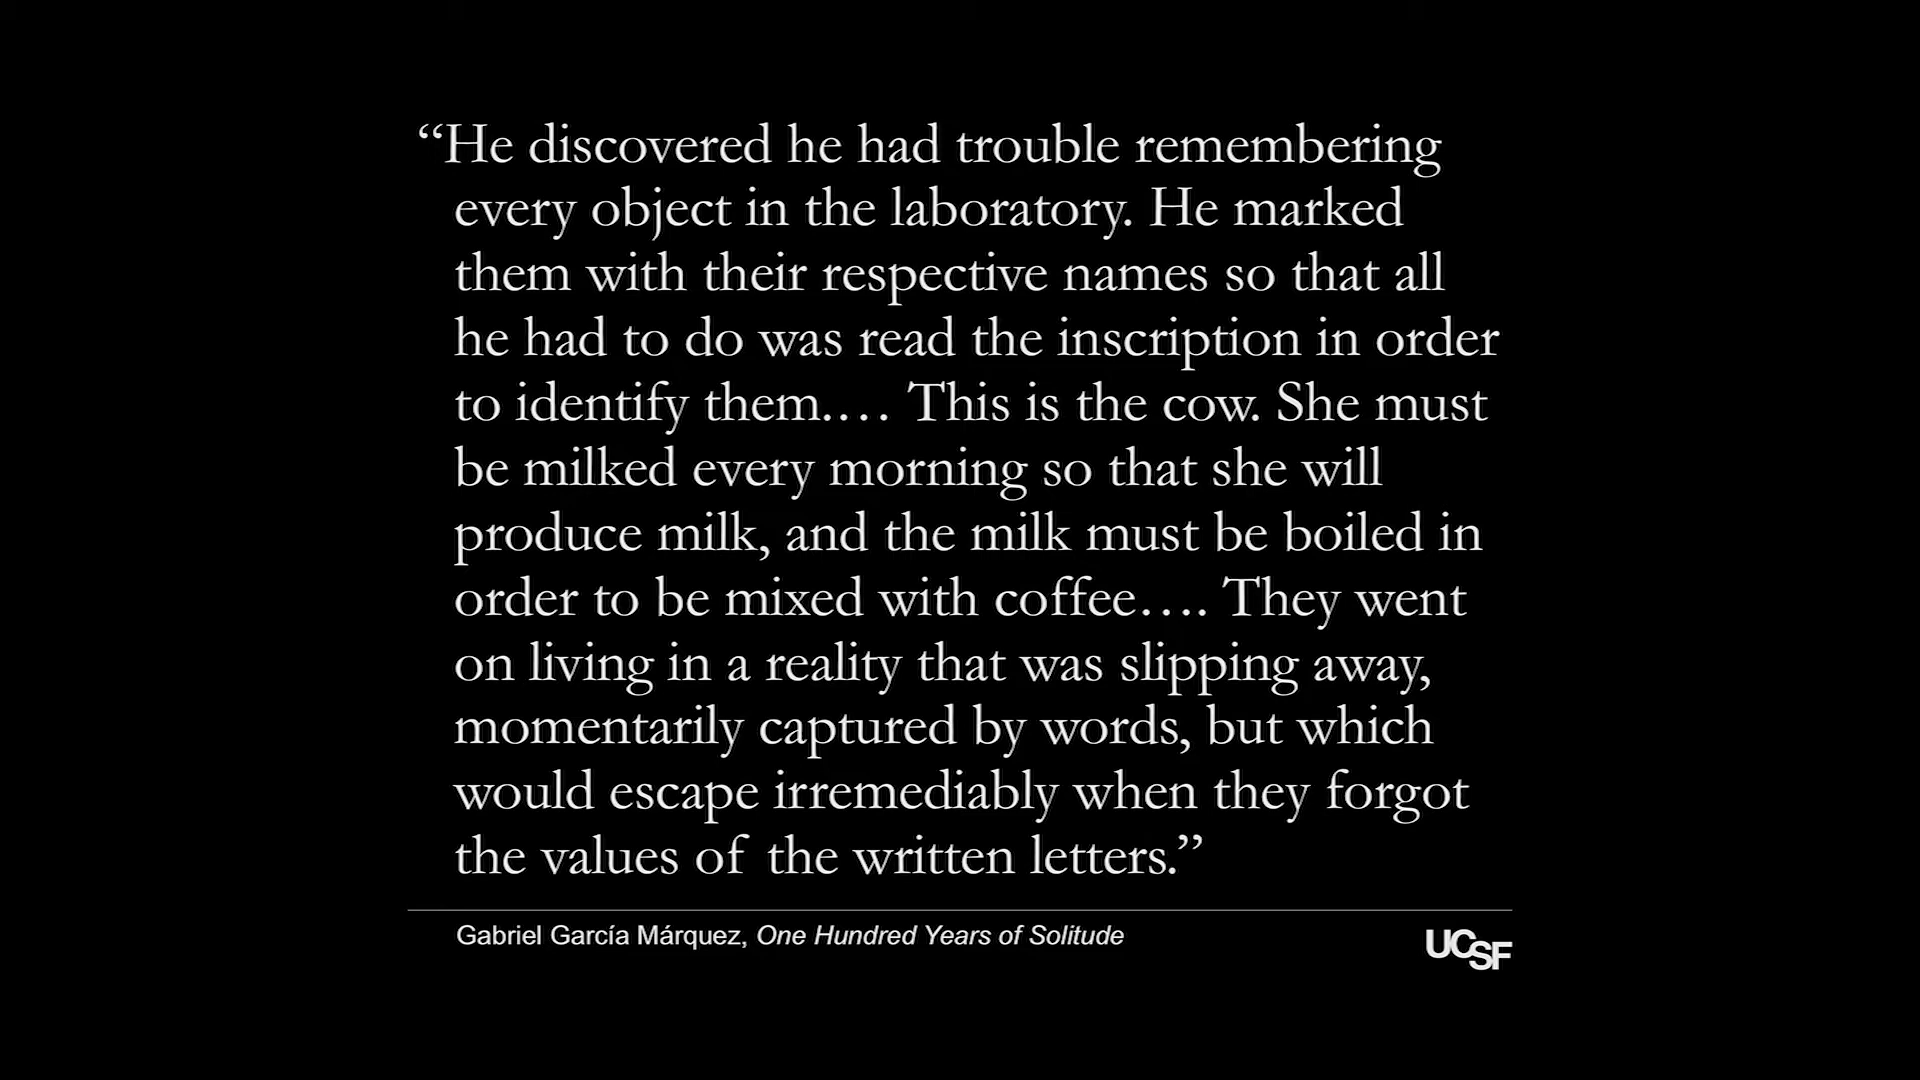 “He discovered he had trouble remembering
every object in the laboratory. He marked
them with their respective names so that all
he had to do was read the inscription in order
to identify them.… This is the cow. She must
be milked every morning so that she will
produce milk, and the milk must be boiled in
order to be mixed with coffee…. They went
on living in a reality that was slipping away,
momentarily captured by words, but which
would escape irremediably when they forgot
the values of the written letters.”
Gabriel García Márquez, One Hundred Years of Solitude
UCSF